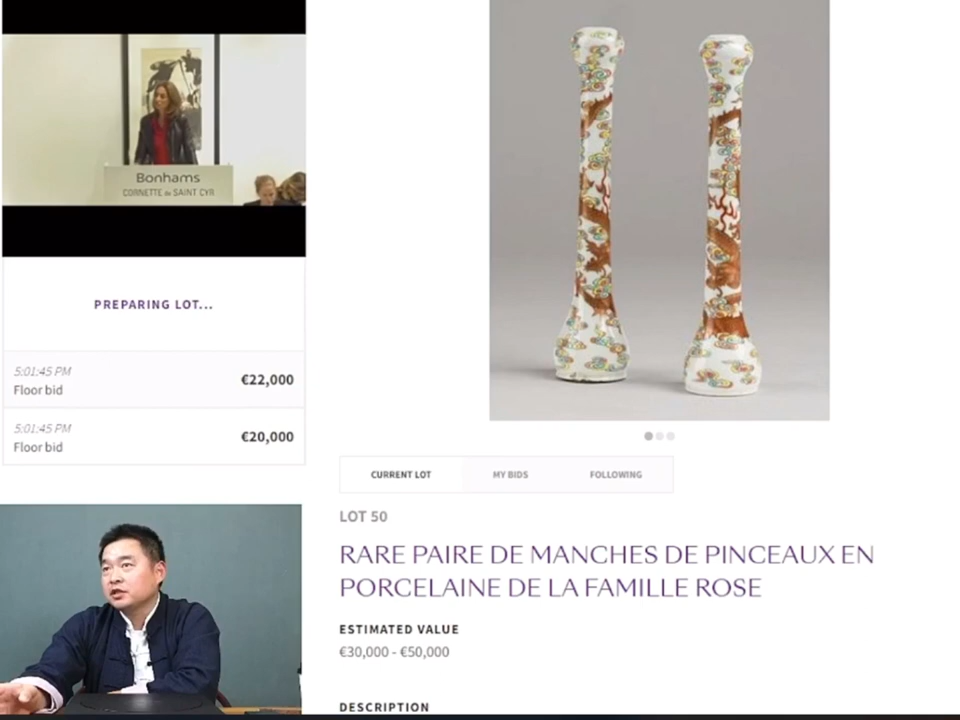 Bonhams
CORNETTE de SAINT CYR
PREPARING LOT...
5:01:45 PM
Floor bid
€22,000
5:01:45 PM
Floor bid
€20,000
CURRENT LOT
MY BIDS
FOLLOWING
LOT 50
RARE PAIRE DE MANCHES DE PINCEAUX EN
PORCELAINE DE LA FAMILLE ROSE
ESTIMATED VALUE
€30,000 - €50,000
DESCRIPTION